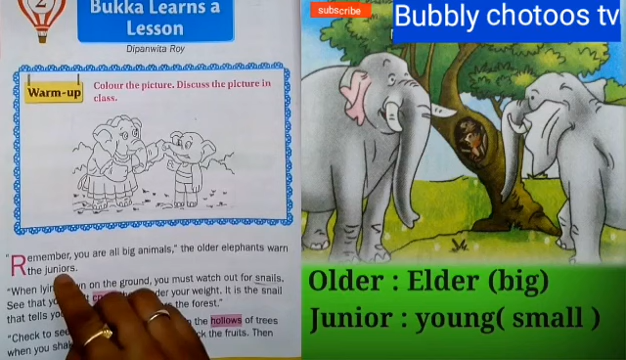 2
Bukka Learns a
Lesson
Dipanwita Roy
Warm-up
Colour the picture. Discuss the picture in
class.
"Remember, you are all big animals," the older elephants warn
the juniors.
"When on the ground, you must watch out for snails.
See that der your weight. It is the snail
that tells the forest."
the hollows of trees
"Check to see the fruits. Then
when you
subscribe
Bubbly chotoos tv
Older : Elder (big)
Junior : young( small )